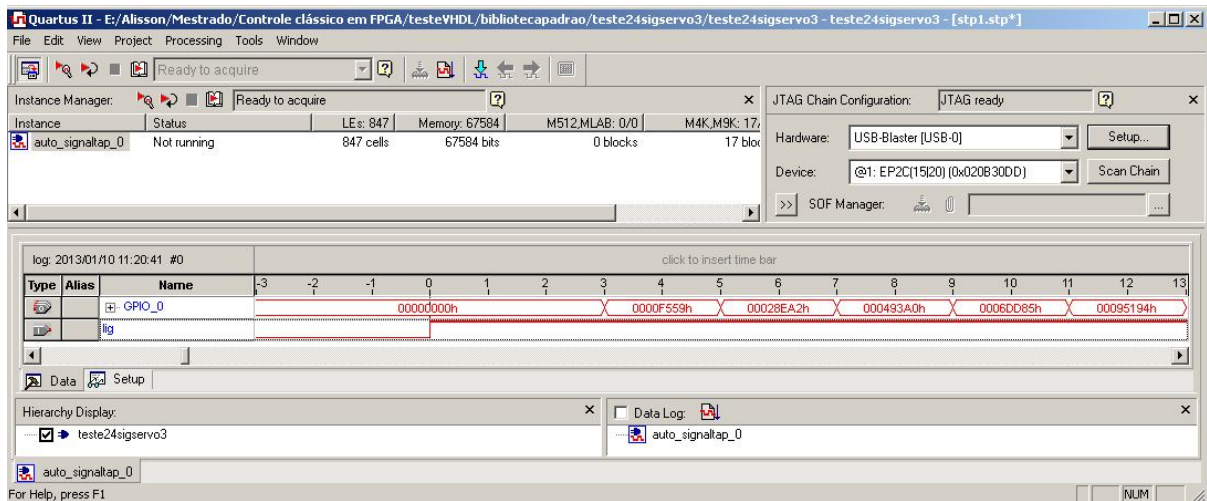 Quartus II - E:/Alisson/Mestrado/Controle clássico em FPGA/testeVHDL/bibliotecapadrao/teste24sigservo3/teste24sigservo3 - teste24sigservo3 - [stp1.stp*]
File Edit View Project Processing Tools Window
Ready to acquire
Instance Manager: Ready to acquire
JTAG Chain Configuration: JTAG ready
Instance Status LEs: 847 Memory: 67584 M512,MLAB: 0/0 M4K,M9K: 17/
auto_signaltap_0 Not running 847 cells 67584 bits 0 blocks 17 bloc
Hardware: USB-Blaster [USB-0] Setup...
Device: @1: EP2C(15|20) (0x020B30DD) Scan Chain
>> SOF Manager: ...
log: 2013/01/10 11:20:41 #0 click to insert time bar
Type Alias Name -3 -2 -1 0 1 2 3 4 5 6 7 8 9 10 11 12 13
GPIO_0 00000000h 0000F559h 00028EA2h 000493A0h 0006DD85h 00095194h
lig
Data Setup
Hierarchy Display: Data Log:
teste24sigservo3 auto_signaltap_0
auto_signaltap_0
For Help, press F1 NUM